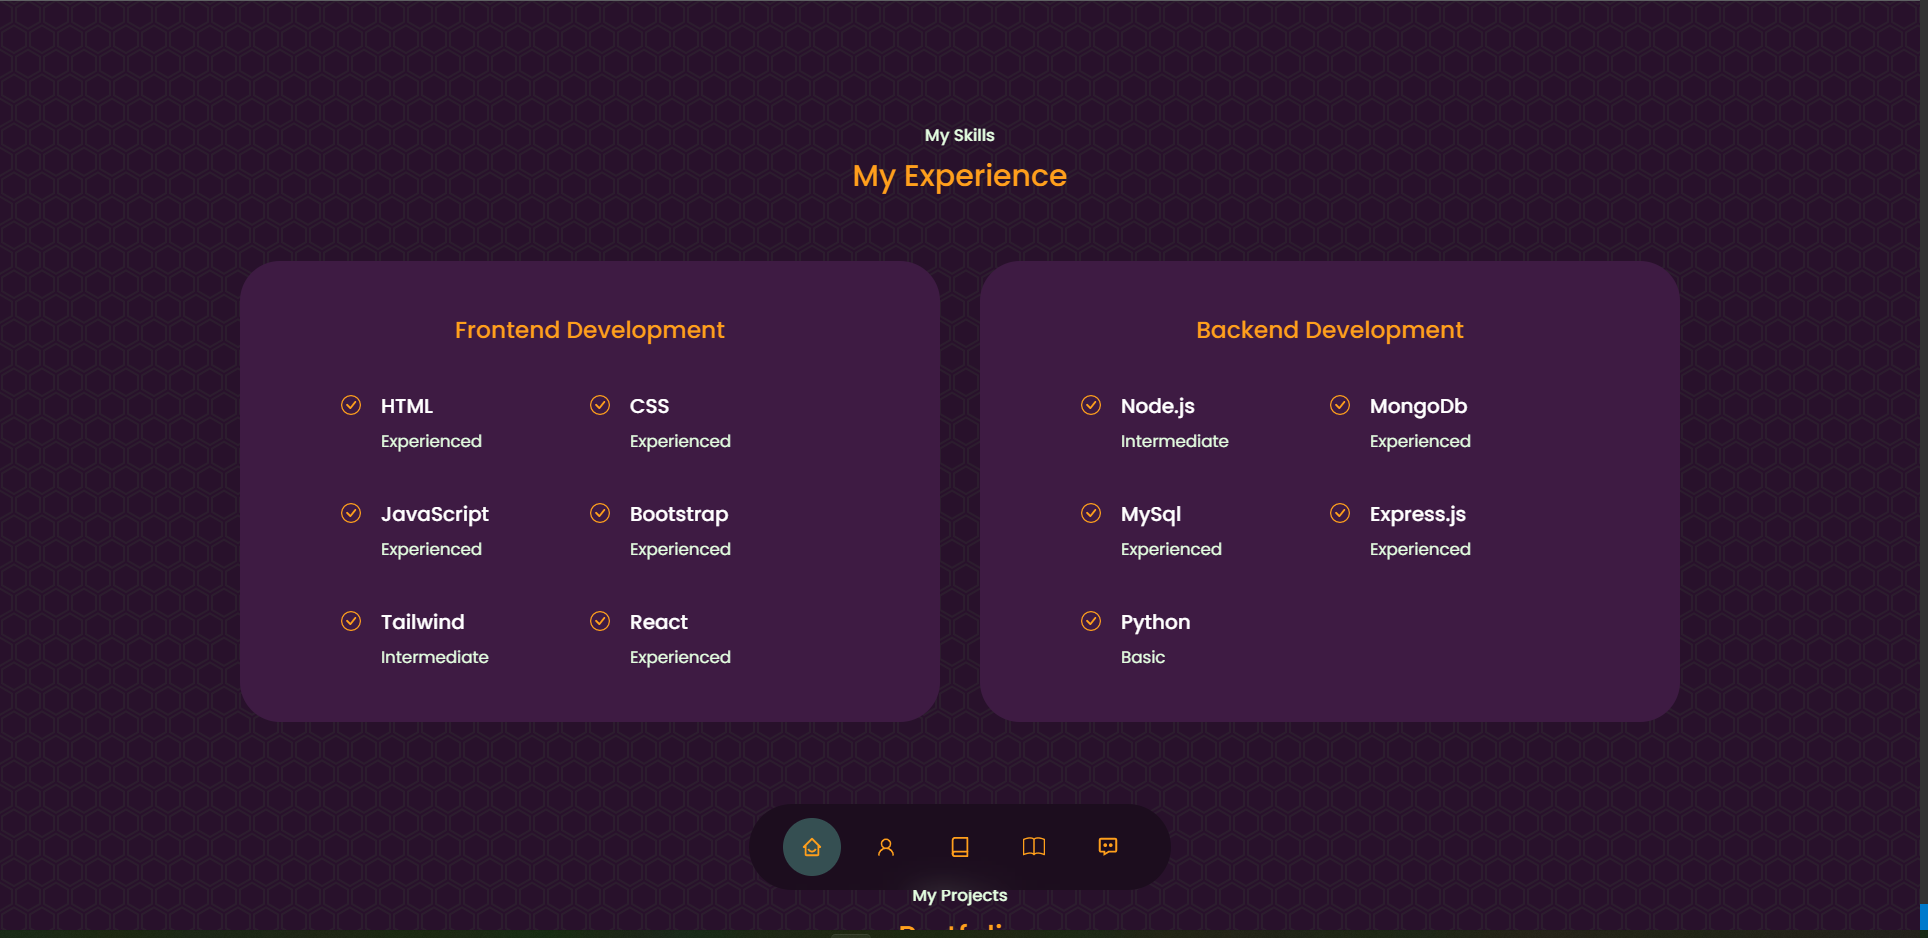 My Skills
My Experience
Frontend Development
HTML
Experienced
CSS
Experienced
JavaScript
Experienced
Bootstrap
Experienced
Tailwind
Intermediate
React
Experienced
Backend Development
Node.js
Intermediate
MongoDb
Experienced
MySql
Experienced
Express.js
Experienced
Python
Basic
My Projects